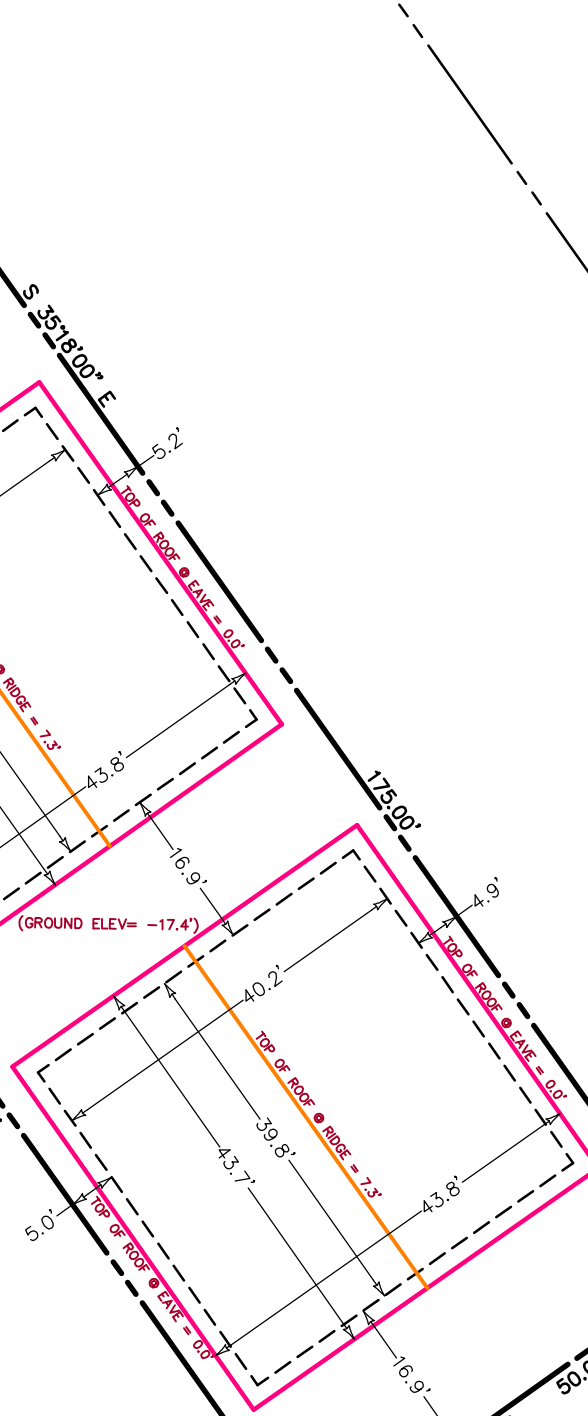 S 35°18'00" E
5.2'
TOP OF ROOF @ EAVE = 0.0'
@ RIDGE = 7.3'
43.8'
175.00'
16.9'
4.9'
(GROUND ELEV= -17.4')
TOP OF ROOF @ EAVE = 0.0'
40.2'
TOP OF ROOF @ RIDGE = 7.3'
39.8'
43.7'
43.8'
5.0'
TOP OF ROOF @ EAVE = 0.0'
16.9'
50.0